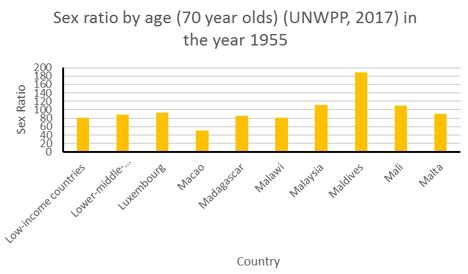 Sex ratio by age (70 year olds) (UNWPP, 2017) in
the year 1955
Sex Ratio
200
180
160
140
120
100
80
60
40
20
0
Low-income countries
Lower-middle-...
Luxembourg
Macao
Madagascar
Malawi
Malaysia
Maldives
Mali
Malta
Country